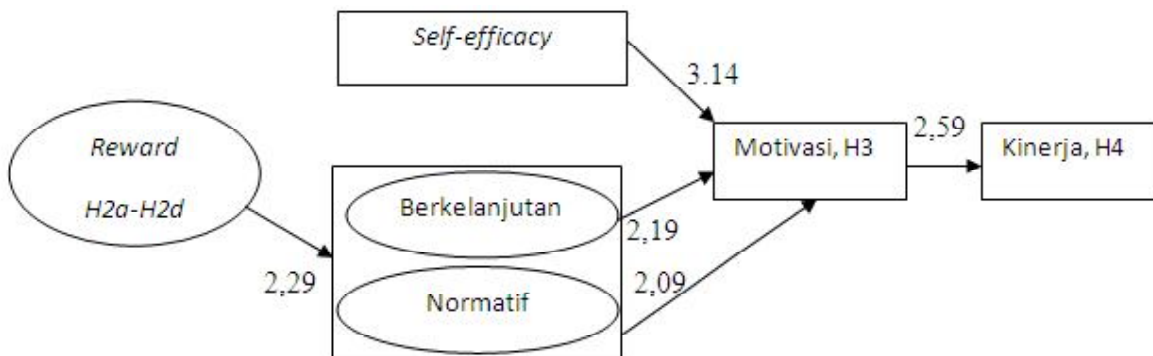 Self-efficacy
3.14
Reward
H2a-H2d
Motivasi, H3
2,59
Kinerja, H4
Berkelanjutan
2,19
2,29
Normatif
2,09